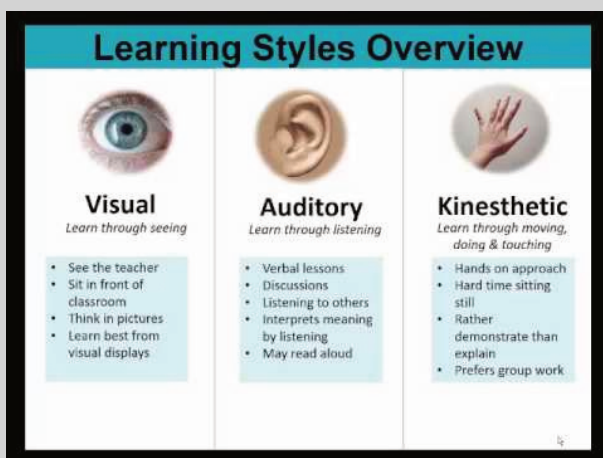 Learning Styles Overview
Visual
Learn through seeing
• See the teacher
• Sit in front of
classroom
• Think in pictures
• Learn best from
visual displays
Auditory
Learn through listening
• Verbal lessons
• Discussions
• Listening to others
• Interprets meaning
by listening
• May read aloud
Kinesthetic
Learn through moving,
doing & touching
• Hands on approach
• Hard time sitting
still
• Rather
demonstrate than
explain
• Prefers group work